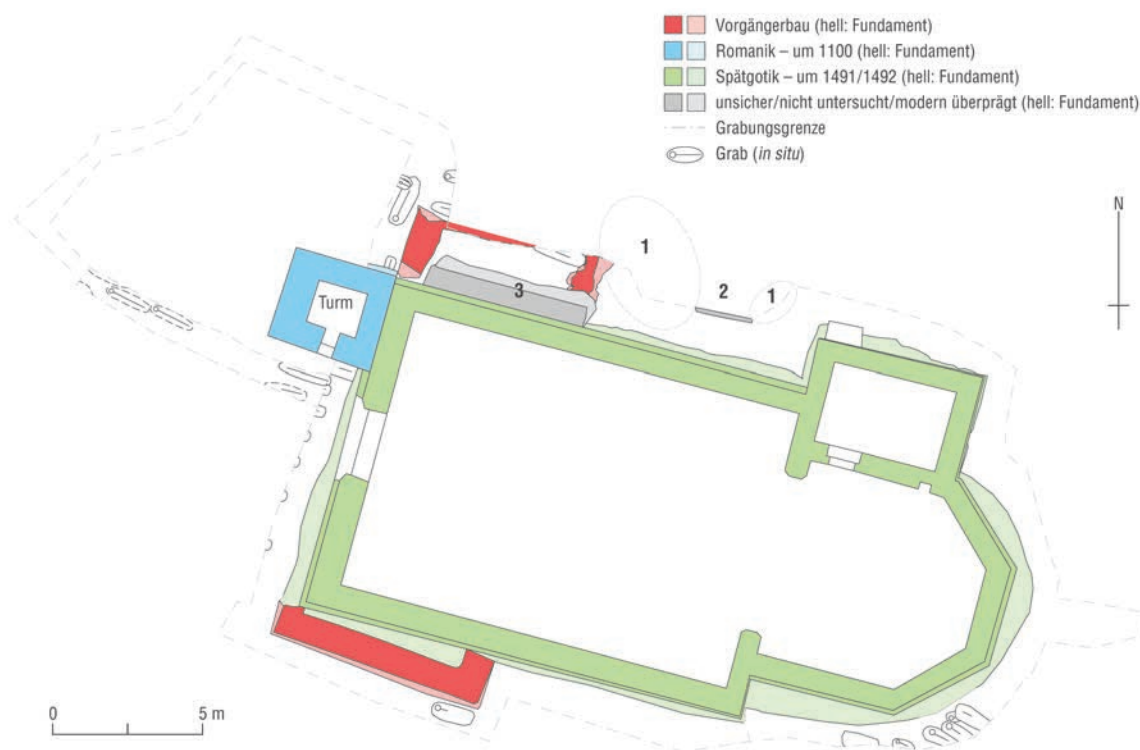 Vorgängerbau (hell: Fundament)
Romanik – um 1100 (hell: Fundament)
Spätgotik – um 1491/1492 (hell: Fundament)
unsicher/nicht untersucht/modern überprägt (hell: Fundament)
Grabungsgrenze
Grab (in situ)
N
1
2
1
3
Turm
0 5 m